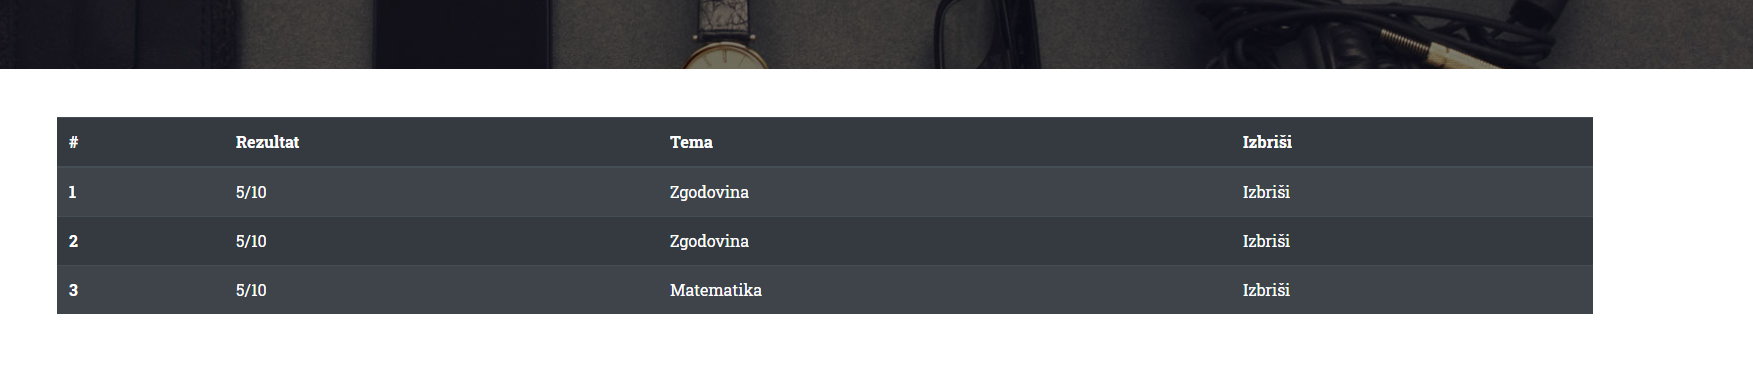 # Rezultat Tema Izbriši
1 5/10 Zgodovina Izbriši
2 5/10 Zgodovina Izbriši
3 5/10 Matematika Izbriši